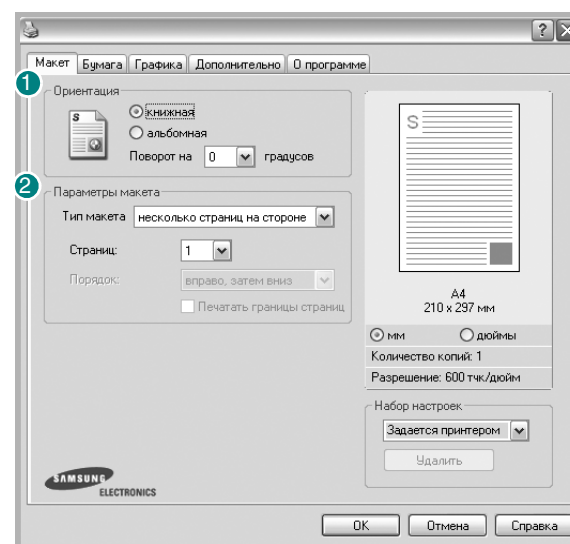 ?
Макет Бумага Графика Дополнительно О программе
1
Ориентация
S
книжная
альбомная
Поворот на 0 градусов
2
Параметры макета
Тип макета несколько страниц на стороне
Страниц: 1
Порядок: вправо, затем вниз
Печатать границы страниц
S
A4
210 x 297 мм
мм дюймы
Количество копий: 1
Разрешение: 600 тчк/дюйм
Набор настроек
Задается принтером
Удалить
SAMSUNG
ELECTRONICS
OK Отмена Справка